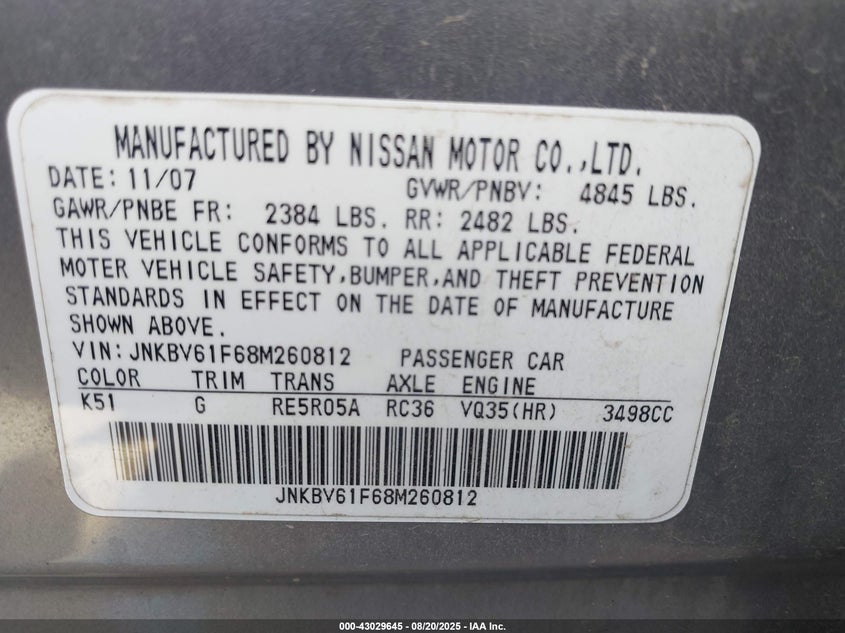 MANUFACTURED BY NISSAN MOTOR CO.,LTD.
DATE: 11/07 GVWR/PNBV: 4845 LBS.
GAWR/PNBE FR: 2384 LBS. RR: 2482 LBS.
THIS VEHICLE CONFORMS TO ALL APPLICABLE FEDERAL
MOTER VEHICLE SAFETY,BUMPER,AND THEFT PREVENTION
STANDARDS IN EFFECT ON THE DATE OF MANUFACTURE
SHOWN ABOVE.
VIN:JNKBV61F68M260812 PASSENGER CAR
COLOR TRIM TRANS AXLE ENGINE
K51 G RE5R05A RC36 VQ35(HR) 3498CC
JNKBV61F68M260812
000-43029645 - 08/20/2025 - IAA Inc.